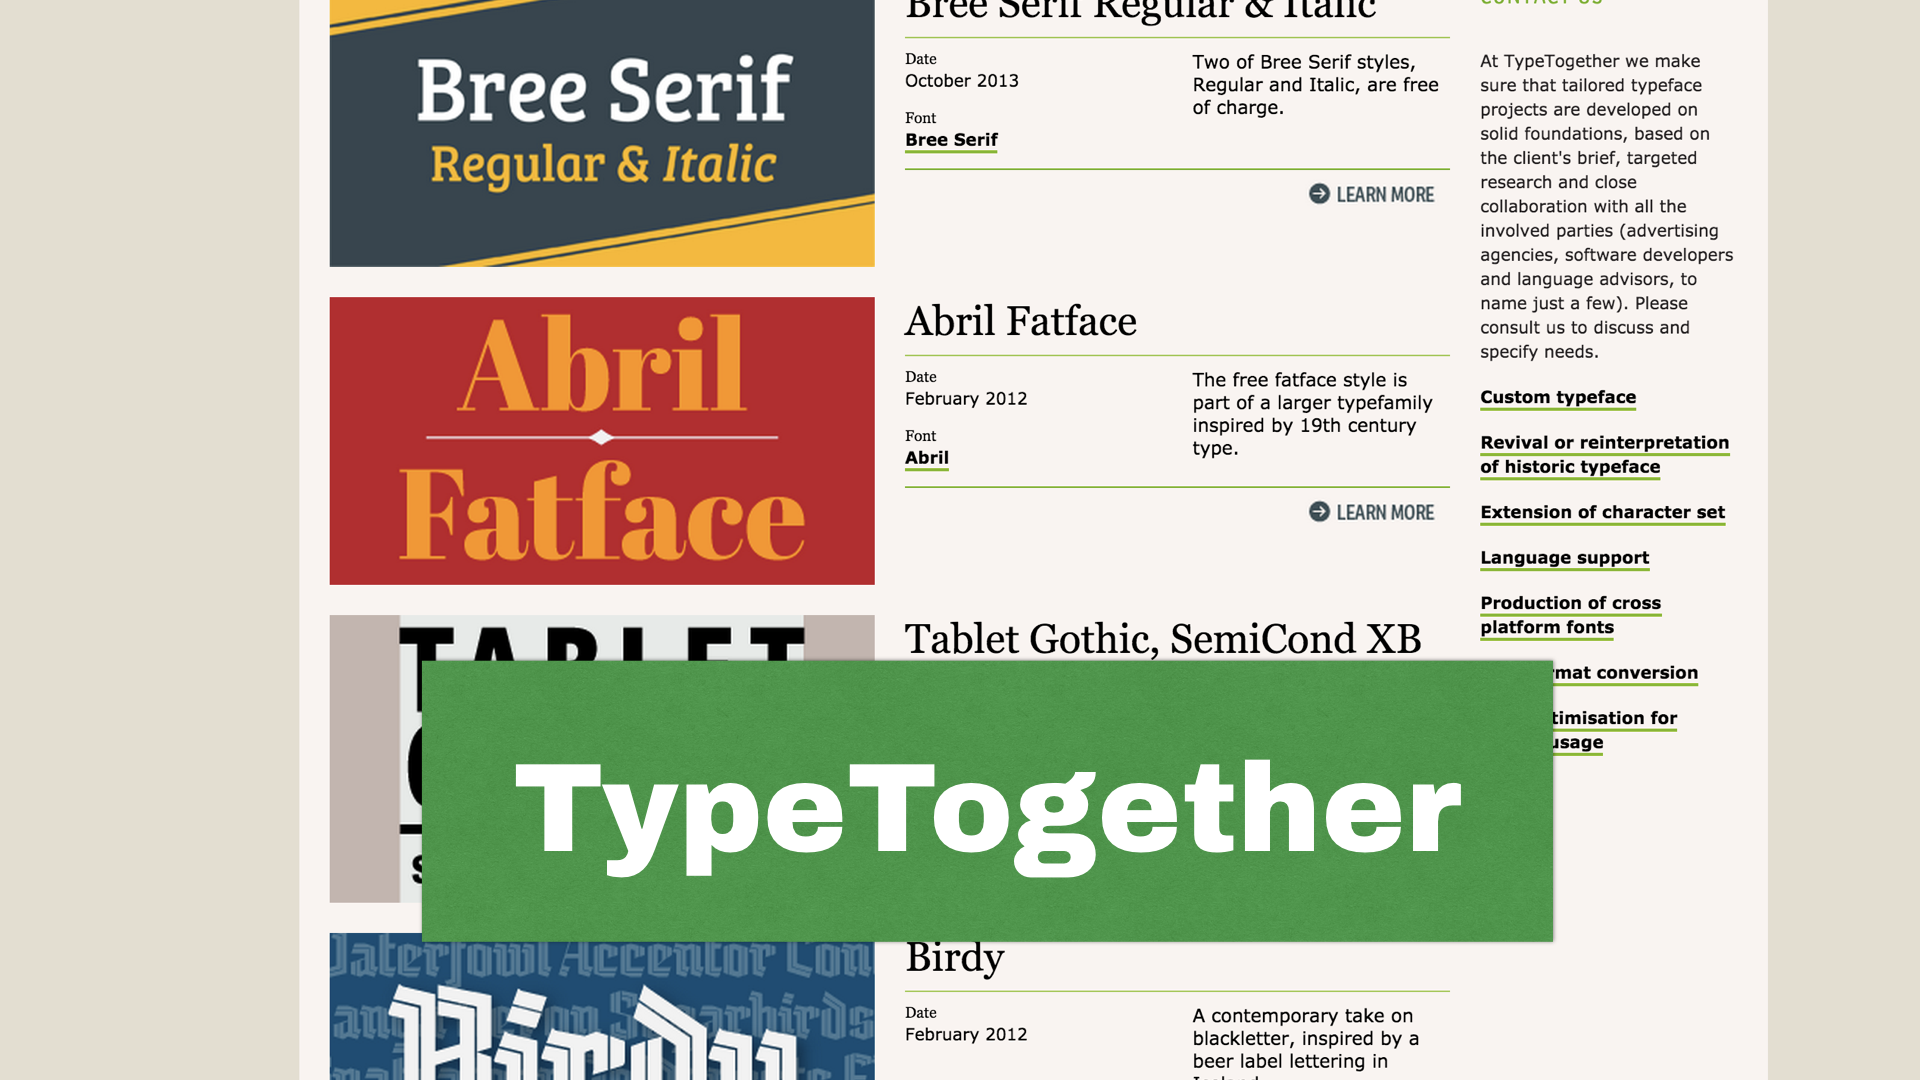 Bree Serif
Regular & Italic
Bree Serif Regular & Italic
Date
October 2013
Font
Bree Serif
Two of Bree Serif styles,
Regular and Italic, are free
of charge.
LEARN MORE
Abril
Fatface
Abril Fatface
Date
February 2012
Font
Abril
The free fatface style is
part of a larger typefamily
inspired by 19th century
type.
LEARN MORE
TABLET
Tablet Gothic, SemiCond XB
TypeTogether
Birdy
Birdy
Date
February 2012
A contemporary take on
blackletter, inspired by a
beer label lettering in
CONTACT US
At TypeTogether we make
sure that tailored typeface
projects are developed on
solid foundations, based on
the client's brief, targeted
research and close
collaboration with all the
involved parties (advertising
agencies, software developers
and language advisors, to
name just a few). Please
consult us to discuss and
specify needs.
Custom typeface
Revival or reinterpretation
of historic typeface
Extension of character set
Language support
Production of cross
platform fonts
conversion
for
usage